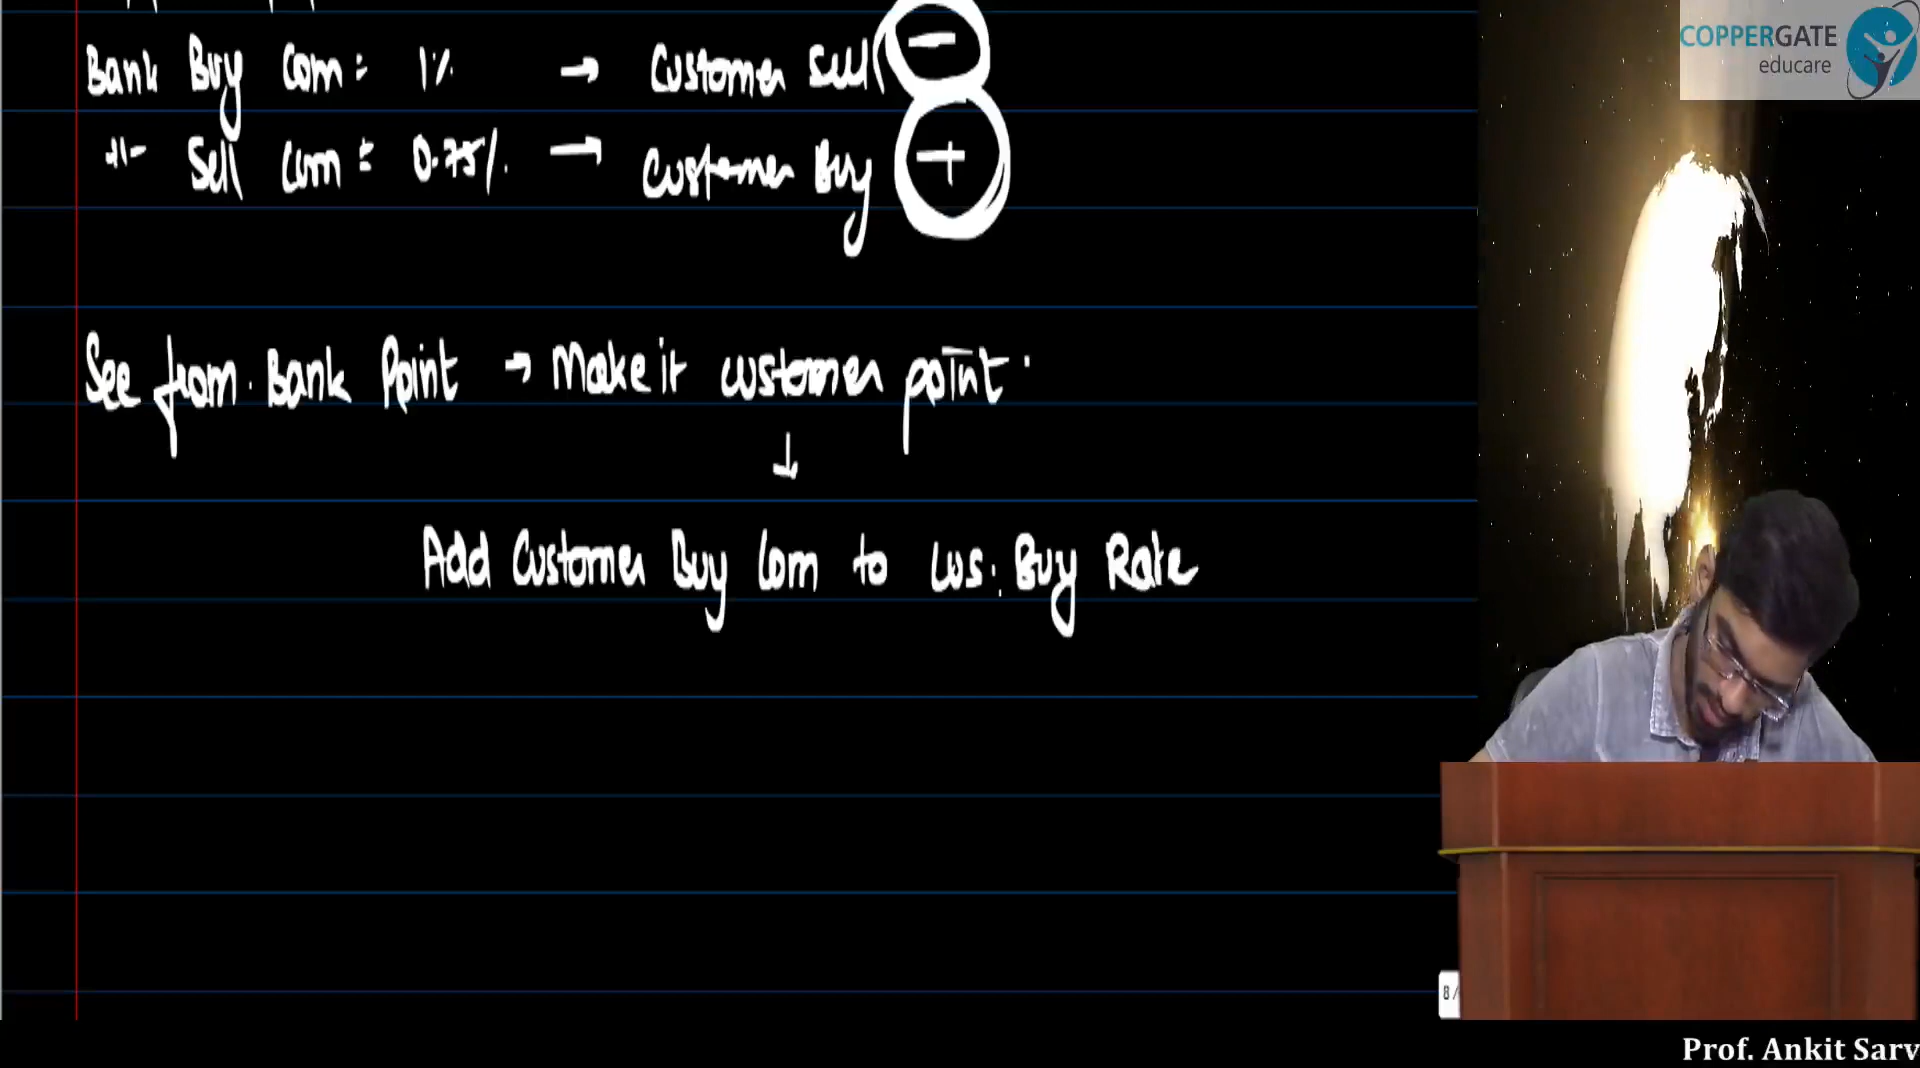 COPPERGATE
educare
Bank Buy Com = 1% → Customer Sell −
-"- Sell Com = 0.75% → Customer Buy +
See from Bank Point → Make it customer point.
↓
Add Customer Buy Com to Cus. Buy Rate
8/
Prof. Ankit Sarv